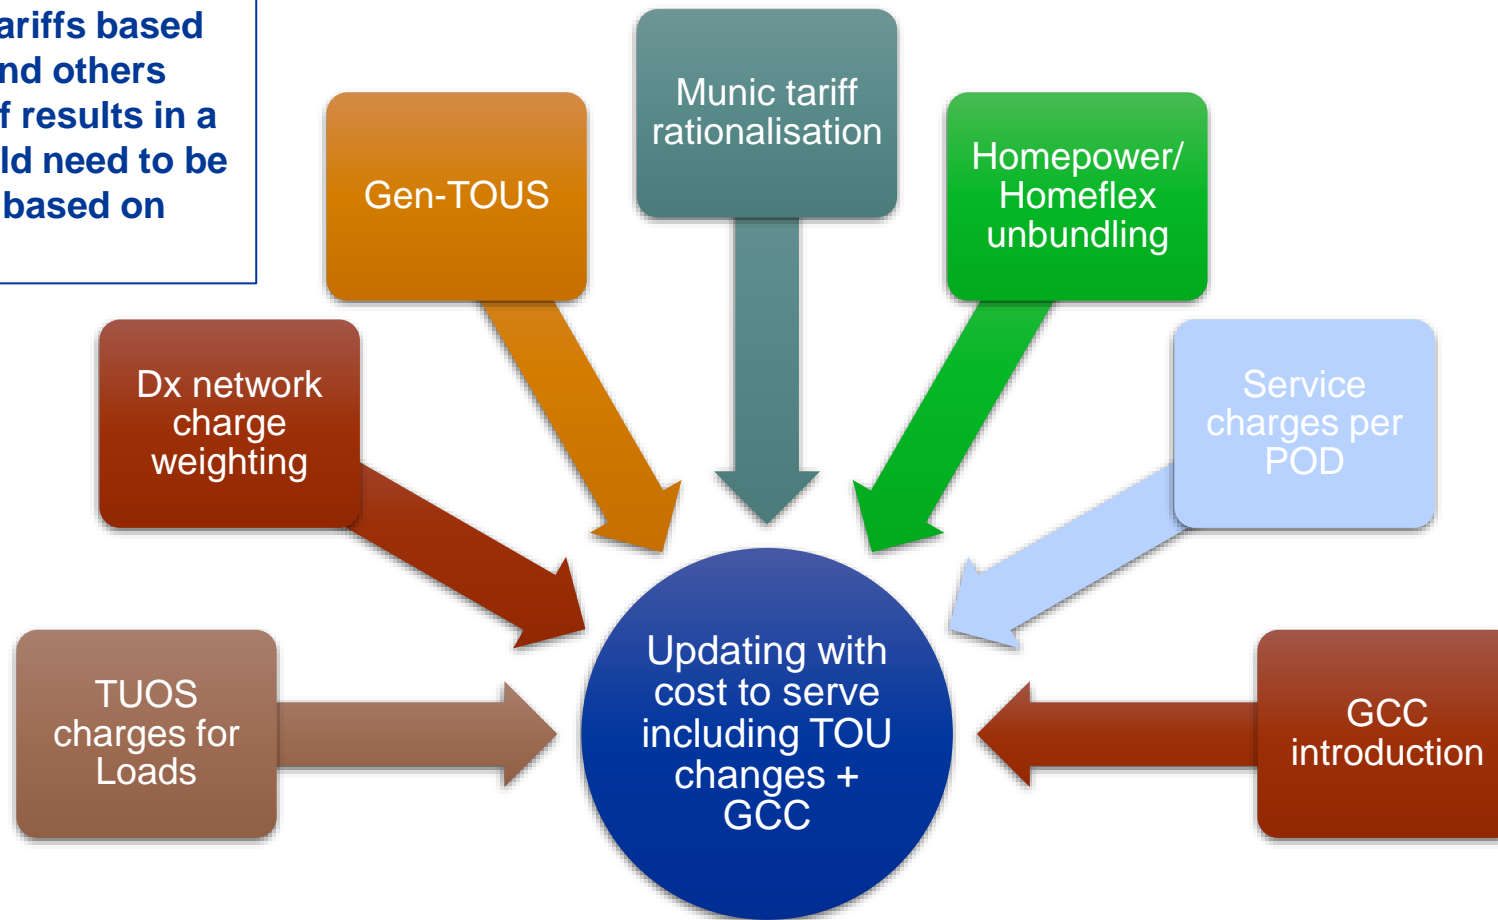 ariffs based
nd others
f results in a
ld need to be
based on
Munic tariff
rationalisation
Gen-TOUS
Homepower/
Homeflex
unbundling
Dx network
charge
weighting
Service
charges per
POD
TUOS
charges for
Loads
Updating with
cost to serve
including TOU
changes +
GCC
GCC
introduction